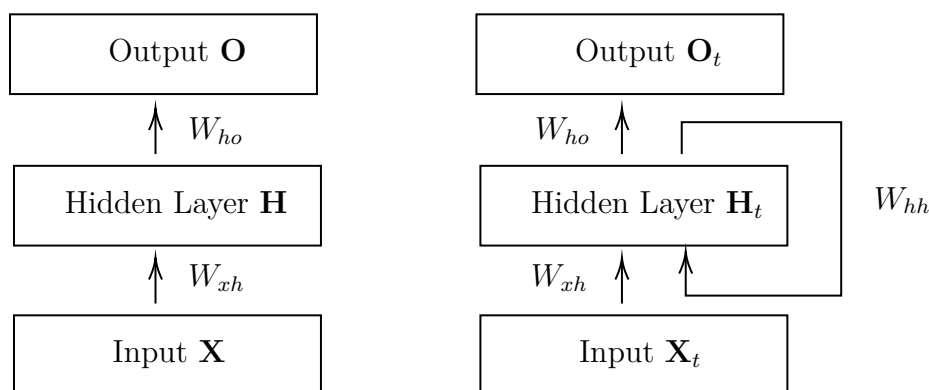 Output O
W_ho
Hidden Layer H
W_xh
Input X
Output O_t
W_ho
Hidden Layer H_t
W_hh
W_xh
Input X_t